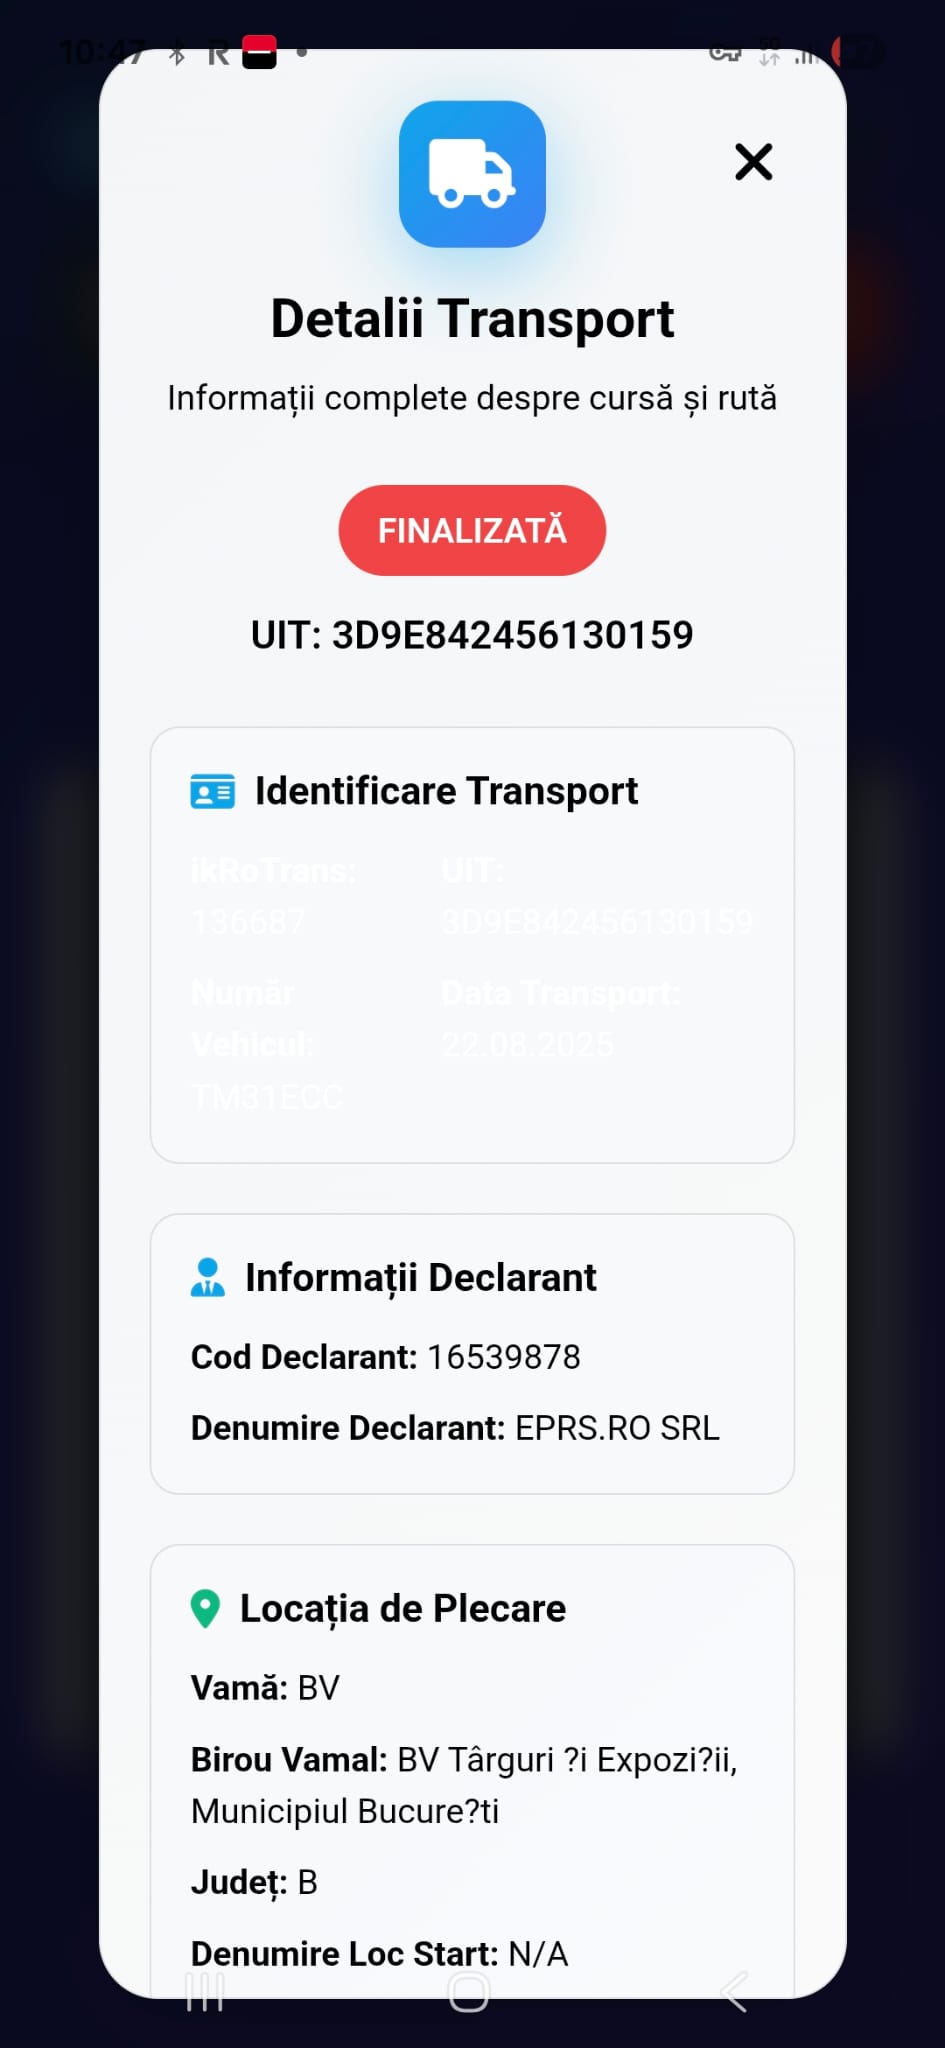 10:47
Detalii Transport
Informații complete despre cursă și rută
FINALIZATĂ
UIT: 3D9E842456130159
Identificare Transport
ikRoTrans:
136687
UIT:
3D9E842456130159
Număr
Vehicul:
TM31ECC
Data Transport:
22.08.2025
Informații Declarant
Cod Declarant: 16539878
Denumire Declarant: EPRS.RO SRL
Locația de Plecare
Vamă: BV
Birou Vamal: BV Târguri ?i Expozi?ii,
Municipiul Bucure?ti
Județ: B
Denumire Loc Start: N/A